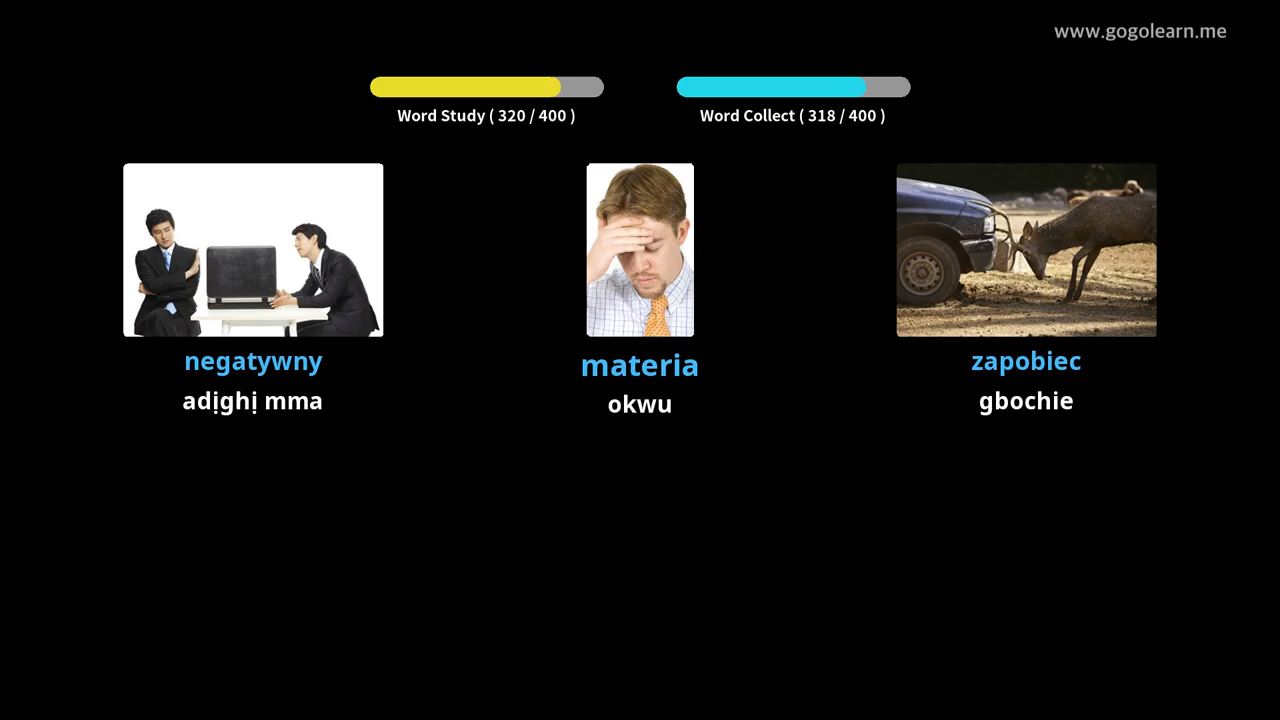 www.gogolearn.me
Word Study ( 320 / 400 )
Word Collect ( 318 / 400 )
negatywny
adịghị mma
materia
okwu
zapobiec
gbochie